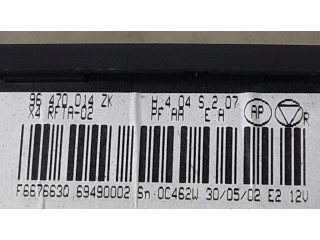 96 470 014 ZK H.4.04 S.2.07
X4 RFTA-02 PF AA E-A AP R
F6676630 69490002 Sn 0C462W 30/05/02 E2 12V